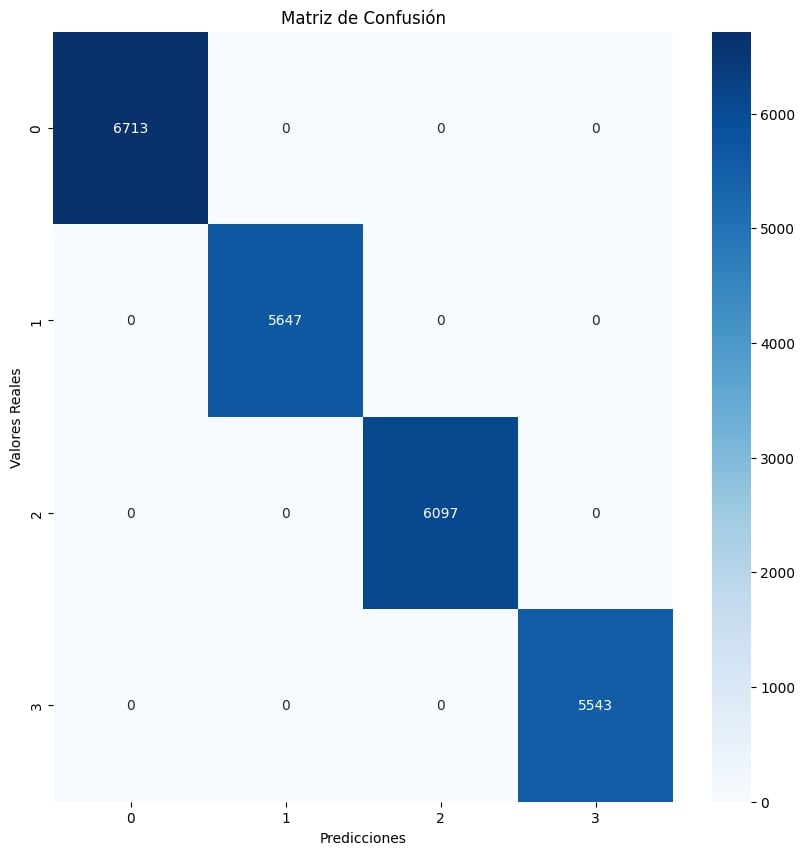 Matriz de Confusión
6713 0 0 0
0 5647 0 0
0 0 6097 0
0 0 0 5543
0
1
2
3
Valores Reales
0 1 2 3
Predicciones
6000
5000
4000
3000
2000
1000
0